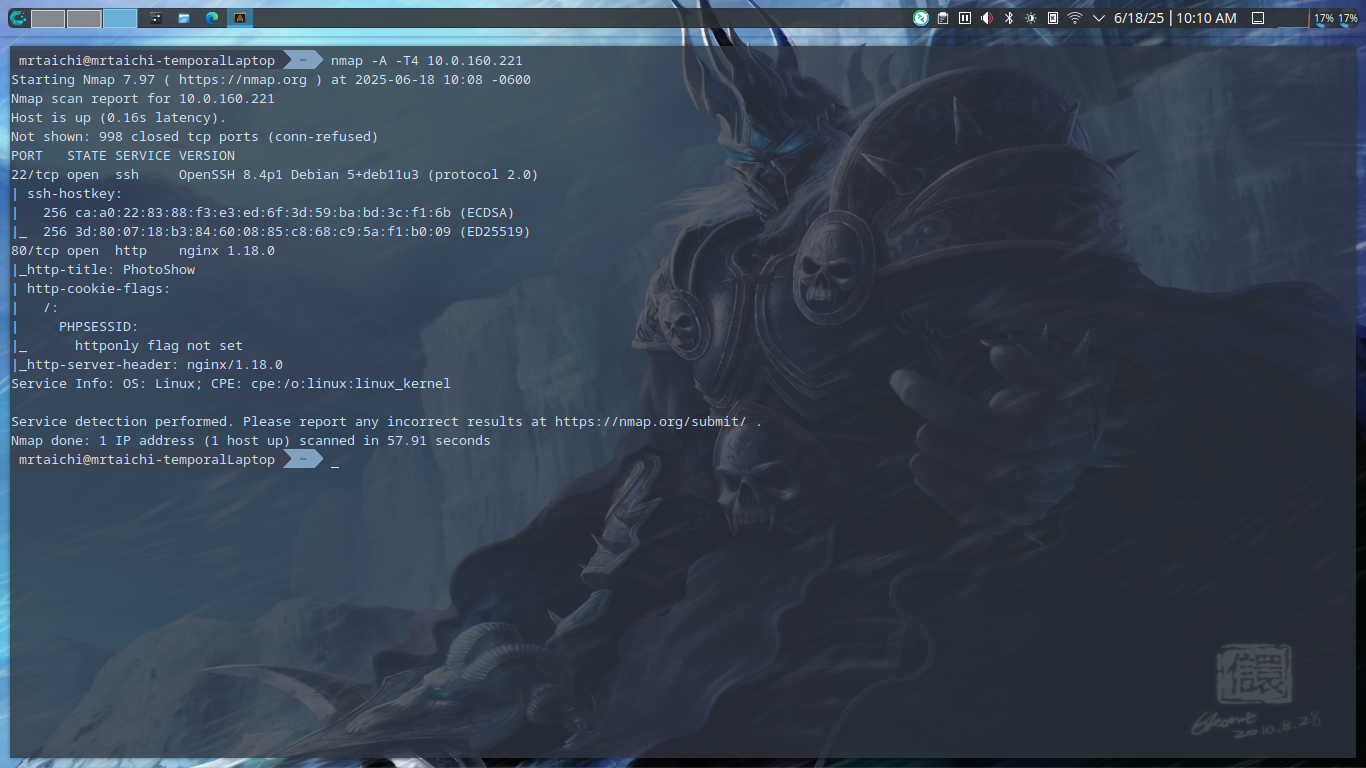 6/18/25 | 10:10 AM
17% 17%
mrtaichi@mrtaichi-temporalLaptop ~ nmap -A -T4 10.0.160.221
Starting Nmap 7.97 ( https://nmap.org ) at 2025-06-18 10:08 -0600
Nmap scan report for 10.0.160.221
Host is up (0.16s latency).
Not shown: 998 closed tcp ports (conn-refused)
PORT   STATE SERVICE VERSION
22/tcp open  ssh     OpenSSH 8.4p1 Debian 5+deb11u3 (protocol 2.0)
| ssh-hostkey:
|   256 ca:a0:22:83:88:f3:e3:ed:6f:3d:59:ba:bd:3c:f1:6b (ECDSA)
|_  256 3d:80:07:18:b3:84:60:08:85:c8:68:c9:5a:f1:b0:09 (ED25519)
80/tcp open  http    nginx 1.18.0
|_http-title: PhotoShow
| http-cookie-flags:
|   /:
|     PHPSESSID:
|_      httponly flag not set
|_http-server-header: nginx/1.18.0
Service Info: OS: Linux; CPE: cpe:/o:linux:linux_kernel
Service detection performed. Please report any incorrect results at https://nmap.org/submit/ .
Nmap done: 1 IP address (1 host up) scanned in 57.91 seconds
mrtaichi@mrtaichi-temporalLaptop ~ _
2010.8.28